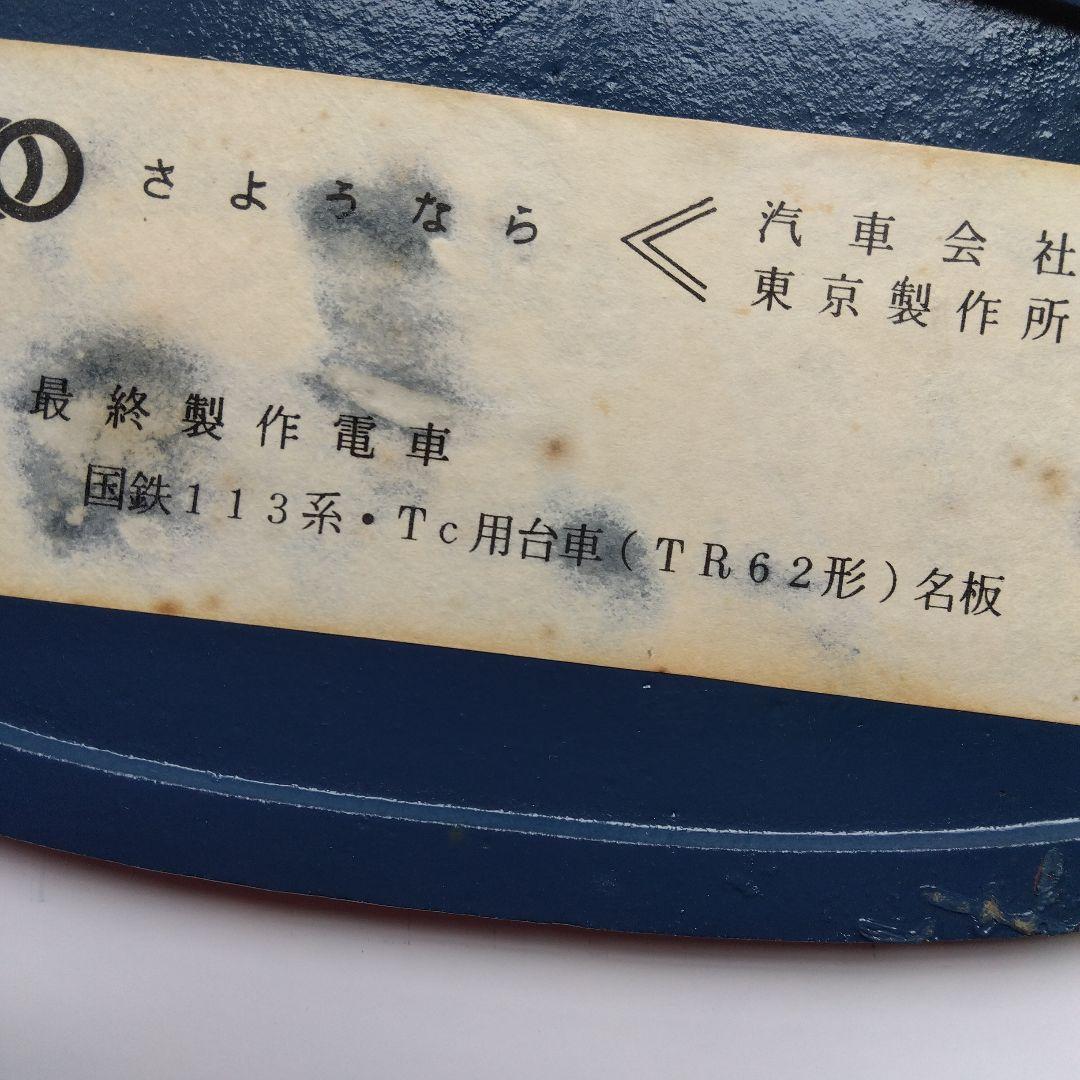 さようなら
汽車会社
東京製作所
最終製作電車
国鉄113系・Tc用台車(TR62形)名板